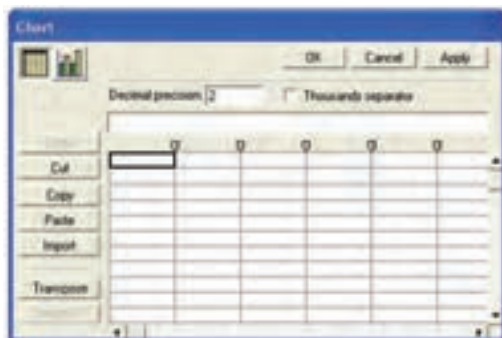 Chart
OK Cancel Apply
Decimal precision: 2 Thousands separator
Cut
Copy
Paste
Import
Transpose